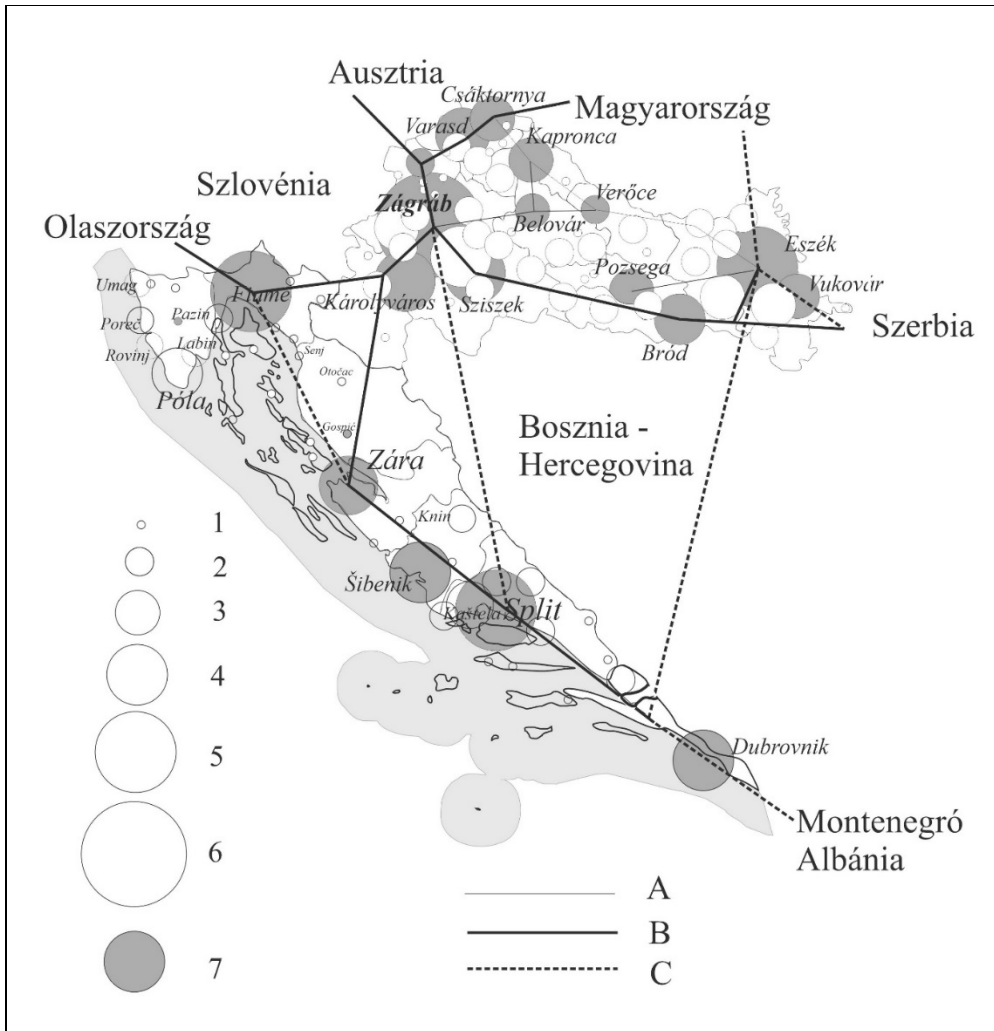 Ausztria
Csáktornya
Magyarország
Varasd
Kapronca
Szlovénia
Verőce
Zágráb
Olaszország
Belovár
Eszék
Pozsega
Umag
Fiume
Károlyváros
Sziszek
Vukovár
Pazin
Poreč
Szerbia
Labin
Bród
Rovinj
Senj
Otočac
Póla
Bosznia -
Hercegovina
Gospić
Zára
Knin
1
2
Šibenik
Kaštela
Split
3
4
Dubrovnik
5
Montenegró
Albánia
6
A
B
7
C